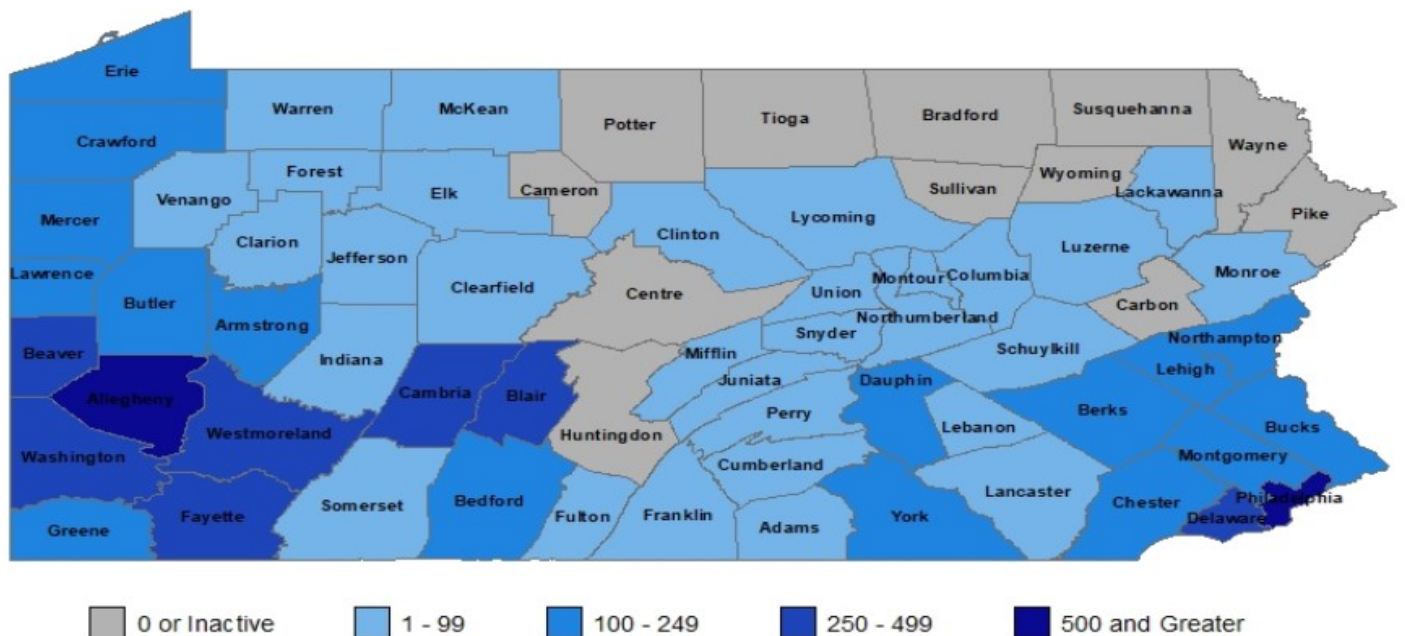 Erie
Warren
McKean
Potter
Tioga
Bradford
Susquehanna
Wayne
Crawford
Forest
Venango
Elk
Cameron
Sullivan
Wyoming
Lackawanna
Pike
Mercer
Clarion
Jefferson
Clinton
Lycoming
Luzerne
Monroe
Lawrence
Butler
Armstrong
Clearfield
Centre
Union
Montour
Columbia
Carbon
Beaver
Indiana
Mifflin
Snyder
Northumberland
Schuylkill
Northampton
Lehigh
Allegheny
Westmoreland
Cambria
Blair
Juniata
Dauphin
Berks
Bucks
Washington
Huntingdon
Perry
Lebanon
Montgomery
Cumberland
Greene
Fayette
Somerset
Bedford
Fulton
Franklin
Adams
York
Lancaster
Chester
Delaware
Philadelphia
0 or Inactive
1 - 99
100 - 249
250 - 499
500 and Greater